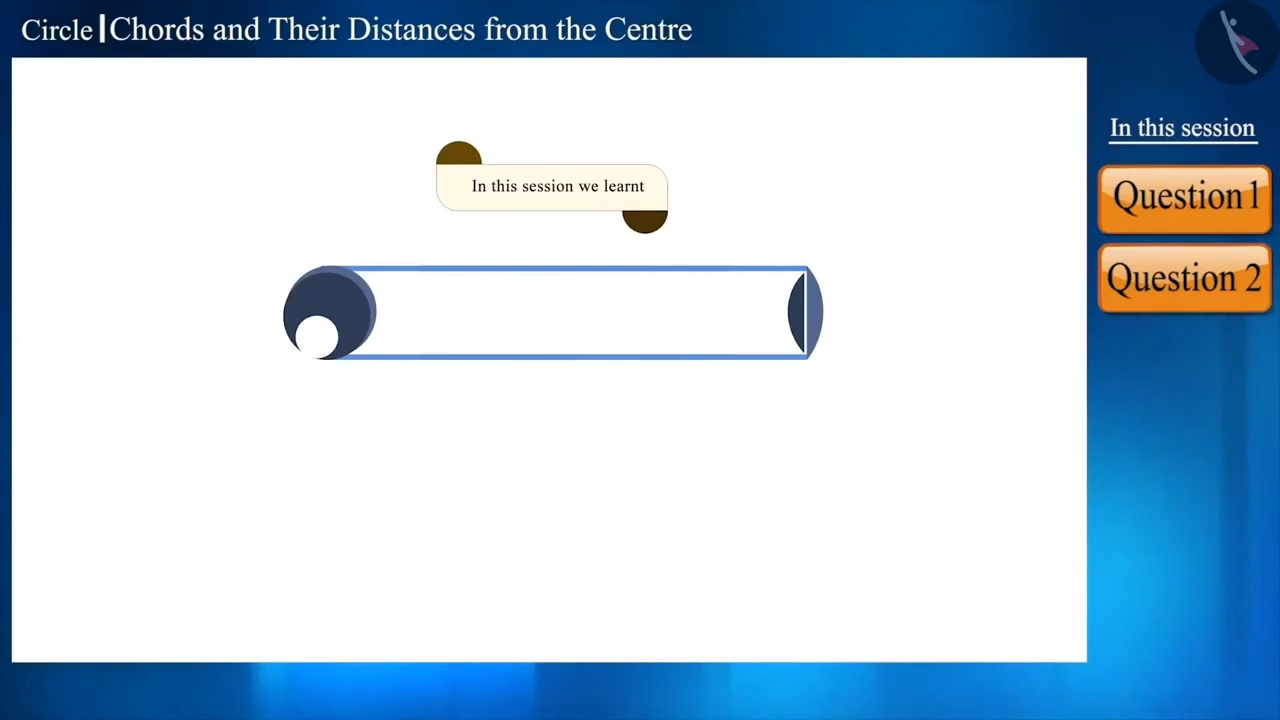 Circle | Chords and Their Distances from the Centre
In this session
In this session we learnt
Question 1
Question 2